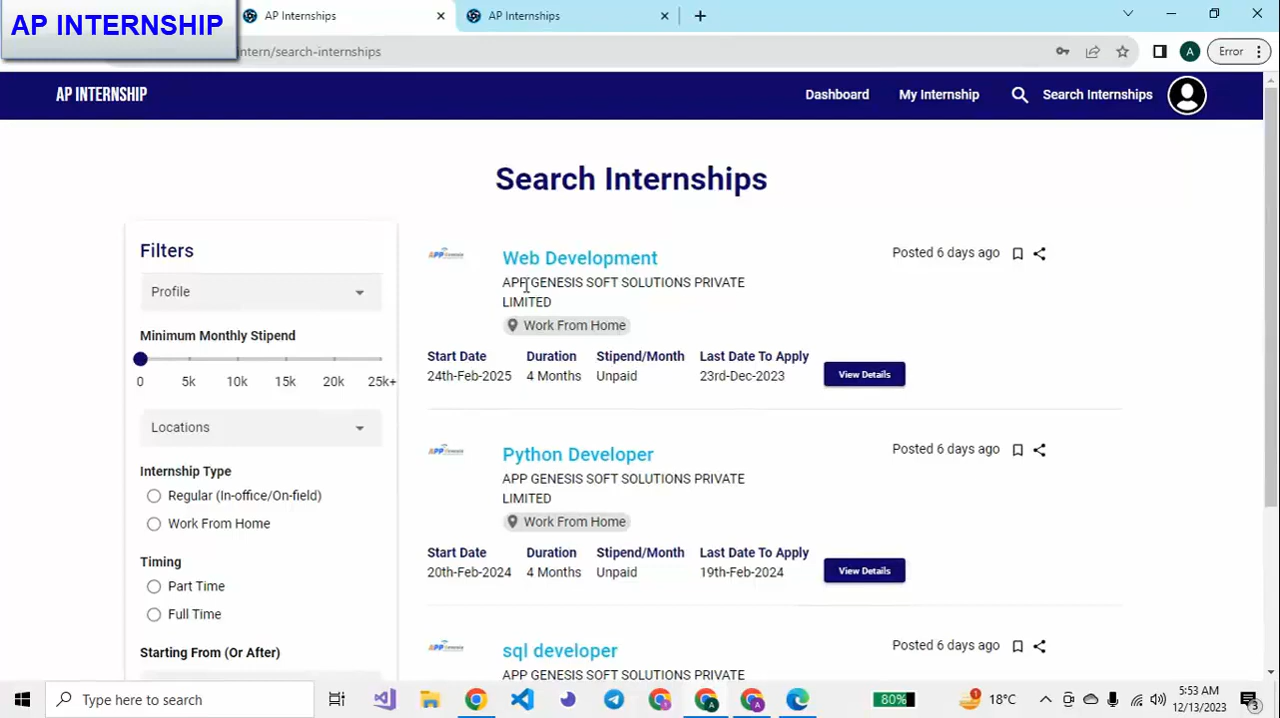 AP INTERNSHIP
AP Internships
AP Internships
intern/search-internships
A
Error
AP INTERNSHIP
Dashboard
My Internship
Search Internships
Search Internships
Filters
Profile
Minimum Monthly Stipend
0 5k 10k 15k 20k 25k+
Locations
Internship Type
Regular (In-office/On-field)
Work From Home
Timing
Part Time
Full Time
Starting From (Or After)
Web Development
Posted 6 days ago
APP GENESIS SOFT SOLUTIONS PRIVATE
LIMITED
Work From Home
Start Date Duration Stipend/Month Last Date To Apply
24th-Feb-2025 4 Months Unpaid 23rd-Dec-2023
View Details
Python Developer
Posted 6 days ago
APP GENESIS SOFT SOLUTIONS PRIVATE
LIMITED
Work From Home
Start Date Duration Stipend/Month Last Date To Apply
20th-Feb-2024 4 Months Unpaid 19th-Feb-2024
View Details
sql developer
Posted 6 days ago
APP GENESIS SOFT SOLUTIONS PRIVATE
Type here to search
80%
1
18°C
5:53 AM
12/13/2023
3